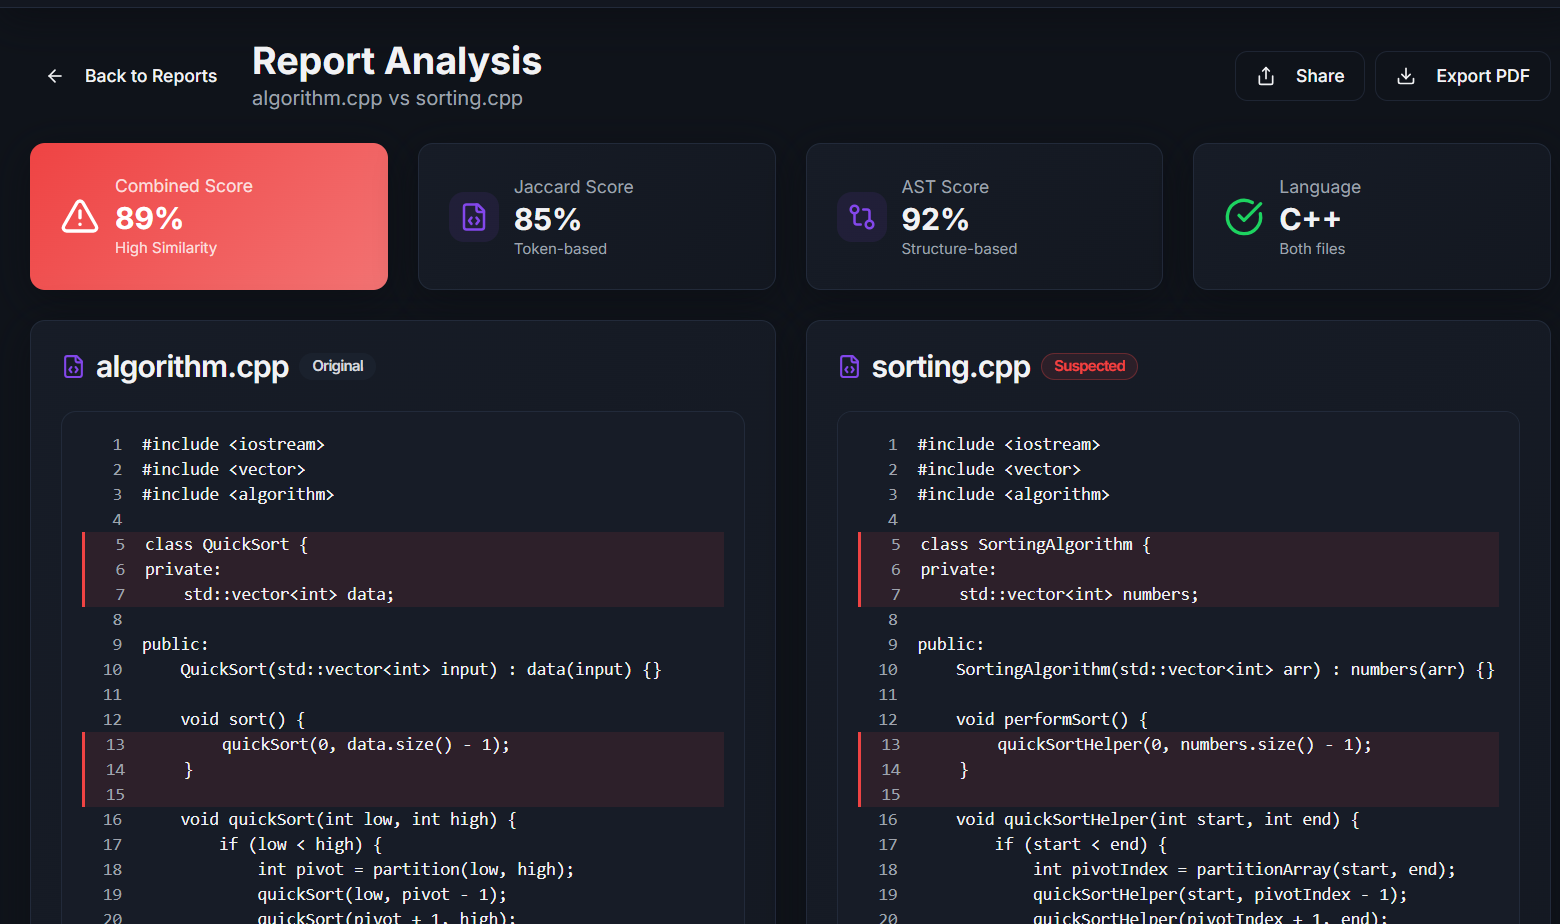 Back to Reports
Report Analysis
algorithm.cpp vs sorting.cpp
Share
Export PDF
Combined Score
89%
High Similarity
Jaccard Score
85%
Token-based
AST Score
92%
Structure-based
Language
C++
Both files
algorithm.cpp Original
1 #include <iostream>
2 #include <vector>
3 #include <algorithm>
4
5 class QuickSort {
6 private:
7     std::vector<int> data;
8
9 public:
10     QuickSort(std::vector<int> input) : data(input) {}
11
12     void sort() {
13         quickSort(0, data.size() - 1);
14     }
15
16     void quickSort(int low, int high) {
17         if (low < high) {
18             int pivot = partition(low, high);
19             quickSort(low, pivot - 1);
20             quickSort(pivot + 1, high);
sorting.cpp Suspected
1 #include <iostream>
2 #include <vector>
3 #include <algorithm>
4
5 class SortingAlgorithm {
6 private:
7     std::vector<int> numbers;
8
9 public:
10     SortingAlgorithm(std::vector<int> arr) : numbers(arr) {}
11
12     void performSort() {
13         quickSortHelper(0, numbers.size() - 1);
14     }
15
16     void quickSortHelper(int start, int end) {
17         if (start < end) {
18             int pivotIndex = partitionArray(start, end);
19             quickSortHelper(start, pivotIndex - 1);
20             quickSortHelper(pivotIndex + 1, end);